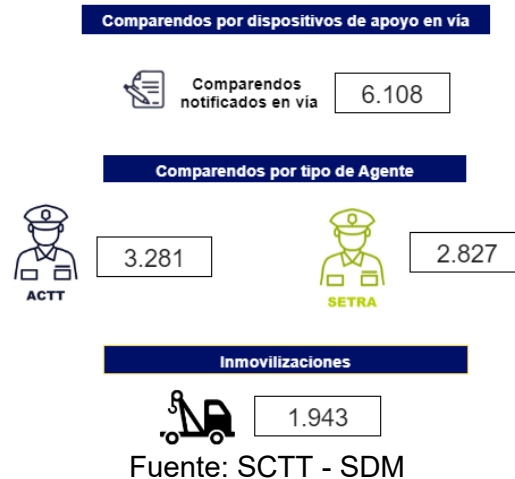 Comparendos por dispositivos de apoyo en vía
Comparendos
notificados en vía
6.108
Comparendos por tipo de Agente
ACTT
3.281
SETRA
2.827
Inmovilizaciones
1.943
Fuente: SCTT - SDM